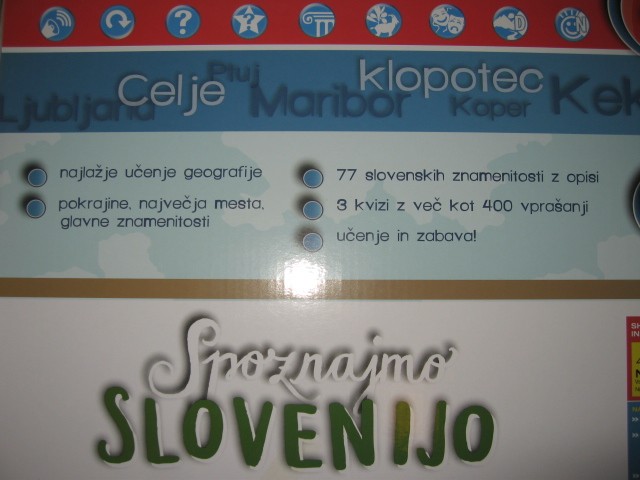 Ptuj klopotec
Ljubljana Celje Maribor Koper Kek
najlažje učenje geografije
pokrajine, največja mesta,
glavne znamenitosti
77 slovenskih znamenitosti z opisi
3 kvizi z več kot 400 vprašanji
učenje in zabava!
Spoznajmo
SLOVENIJO